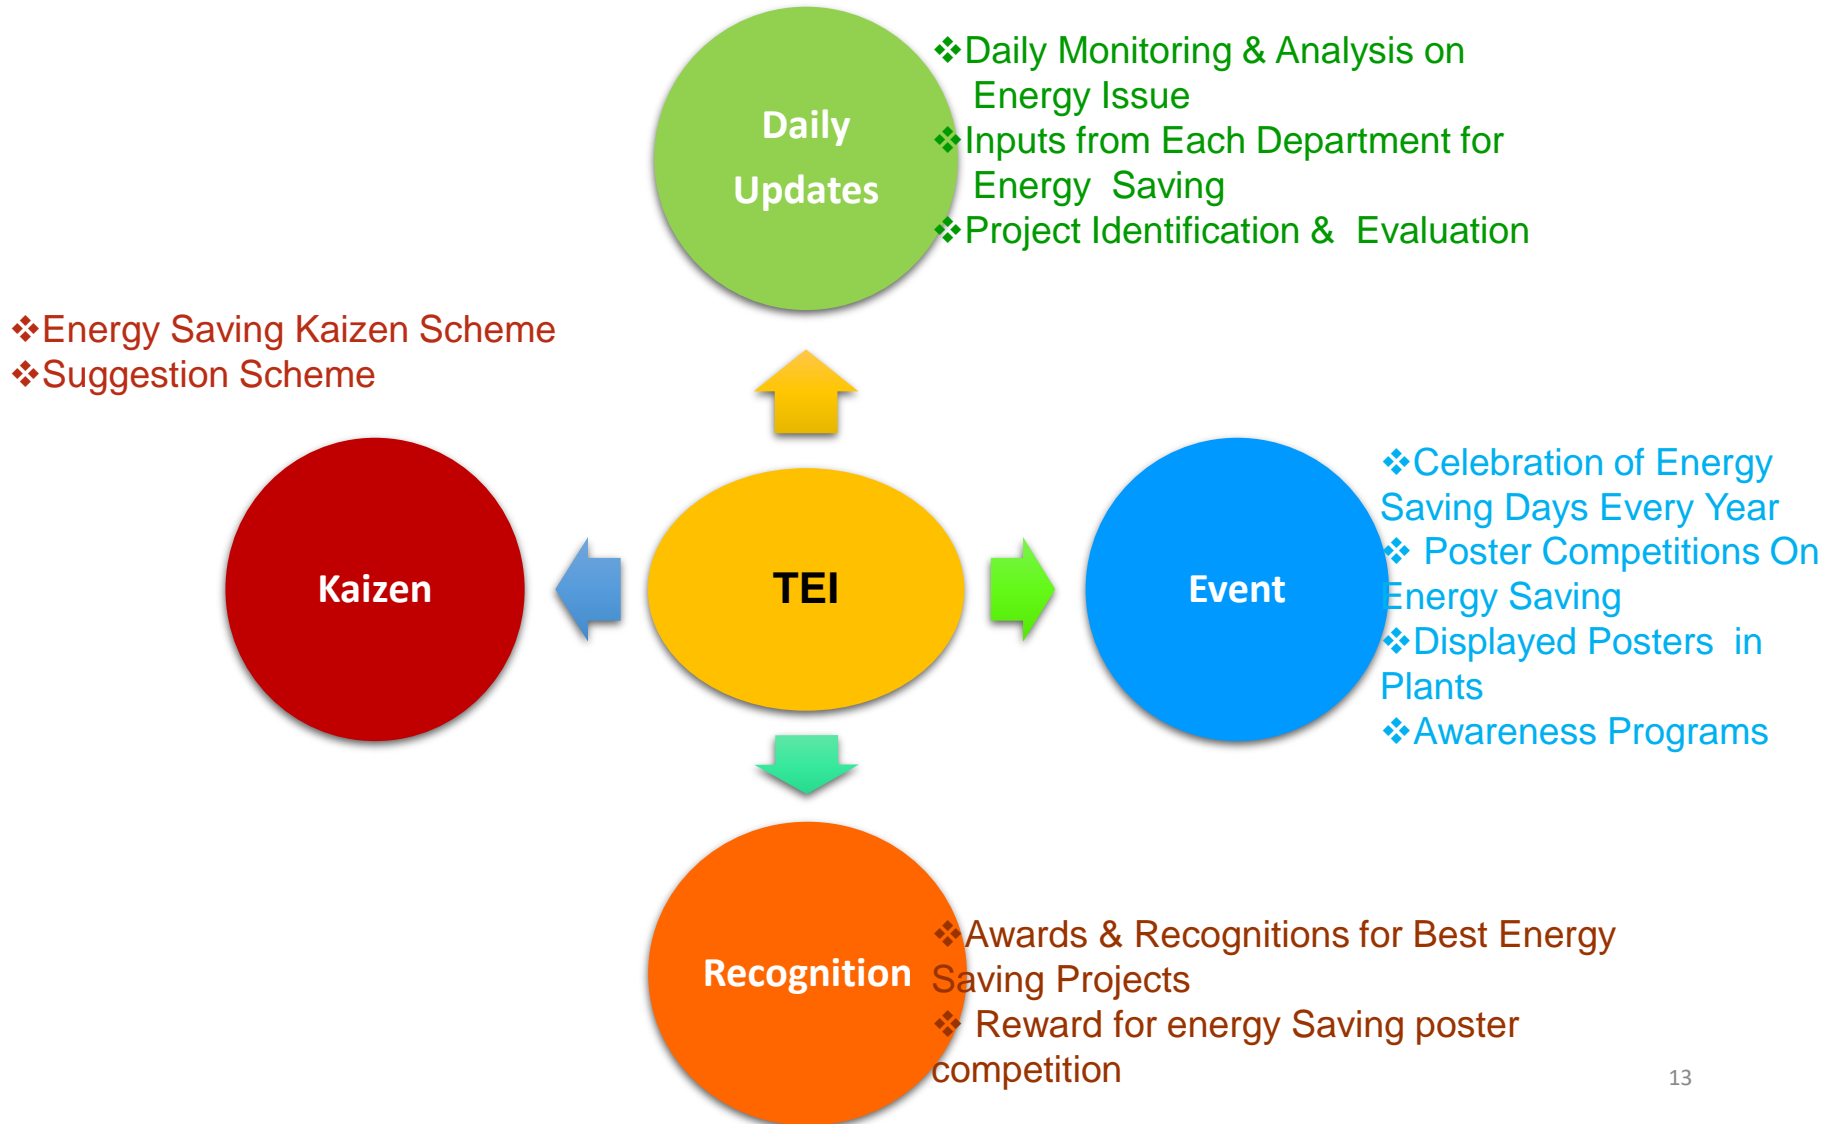 Daily
Updates
❖Daily Monitoring & Analysis on
Energy Issue
❖Inputs from Each Department for
Energy Saving
❖Project Identification & Evaluation
❖Energy Saving Kaizen Scheme
❖Suggestion Scheme
Kaizen
TEI
Event
❖Celebration of Energy
Saving Days Every Year
❖ Poster Competitions On
Energy Saving
❖Displayed Posters in
Plants
❖Awareness Programs
Recognition
❖Awards & Recognitions for Best Energy
Saving Projects
❖ Reward for energy Saving poster
competition
13